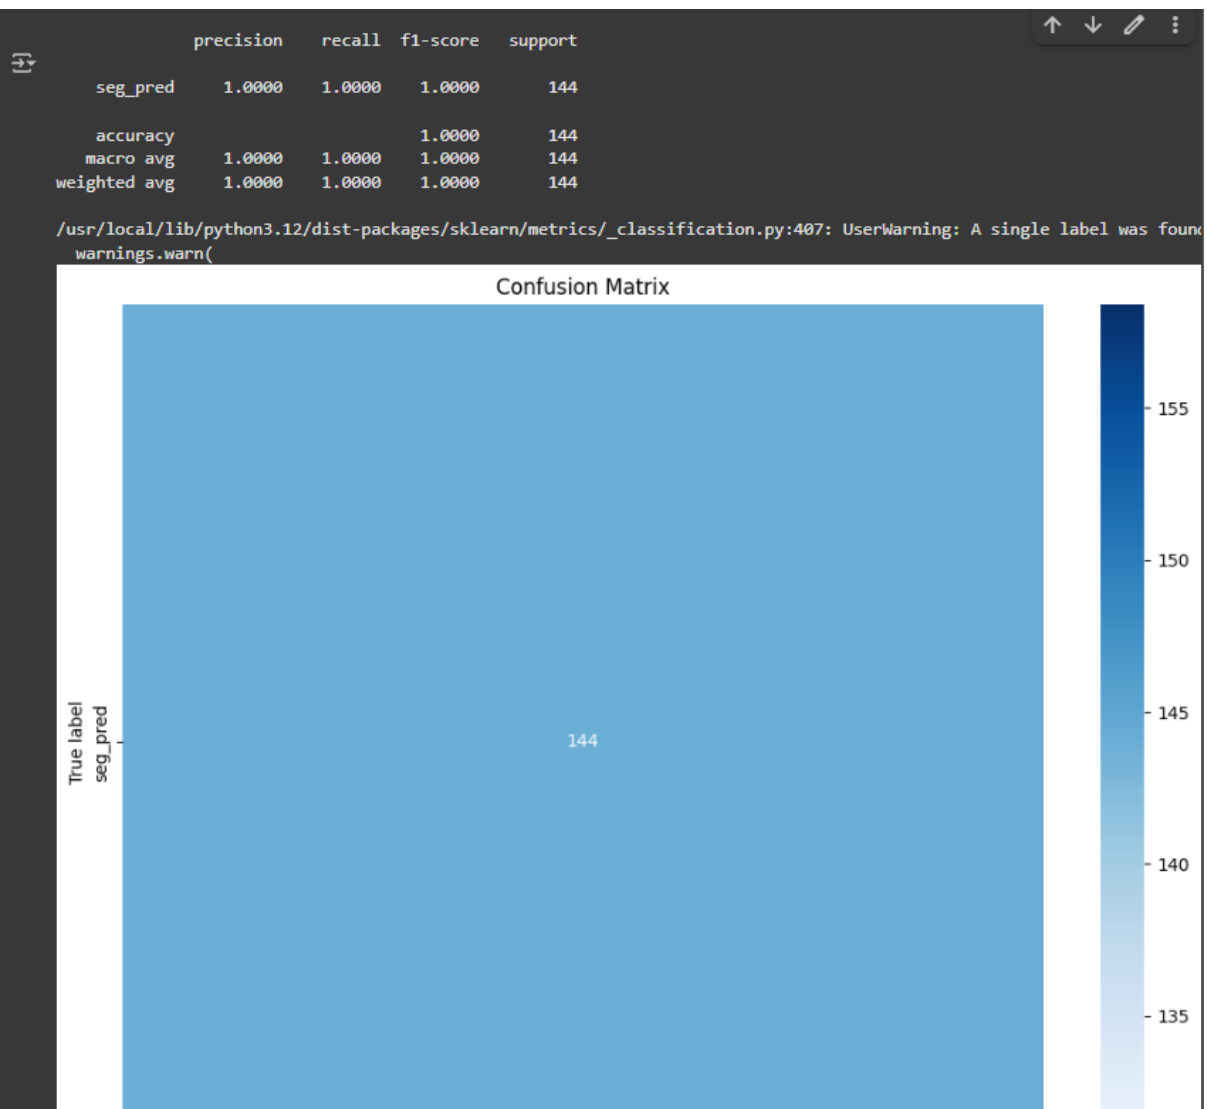 precision recall f1-score support
seg_pred 1.0000 1.0000 1.0000 144
accuracy 1.0000 144
macro avg 1.0000 1.0000 1.0000 144
weighted avg 1.0000 1.0000 1.0000 144
/usr/local/lib/python3.12/dist-packages/sklearn/metrics/_classification.py:407: UserWarning: A single label was found
warnings.warn(
Confusion Matrix
155
150
145
140
135
144
True label
seg_pred